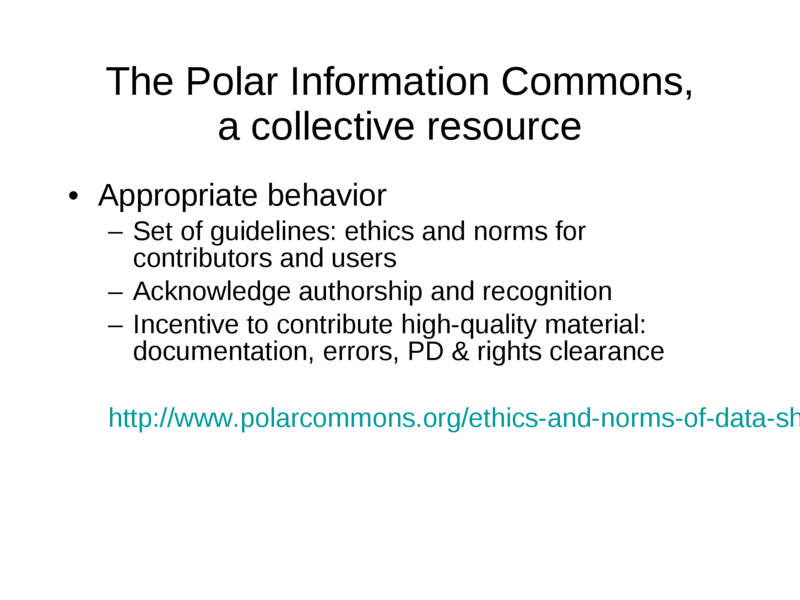 The Polar Information Commons,
a collective resource
• Appropriate behavior
– Set of guidelines: ethics and norms for
contributors and users
– Acknowledge authorship and recognition
– Incentive to contribute high-quality material:
documentation, errors, PD & rights clearance
http://www.polarcommons.org/ethics-and-norms-of-data-sh